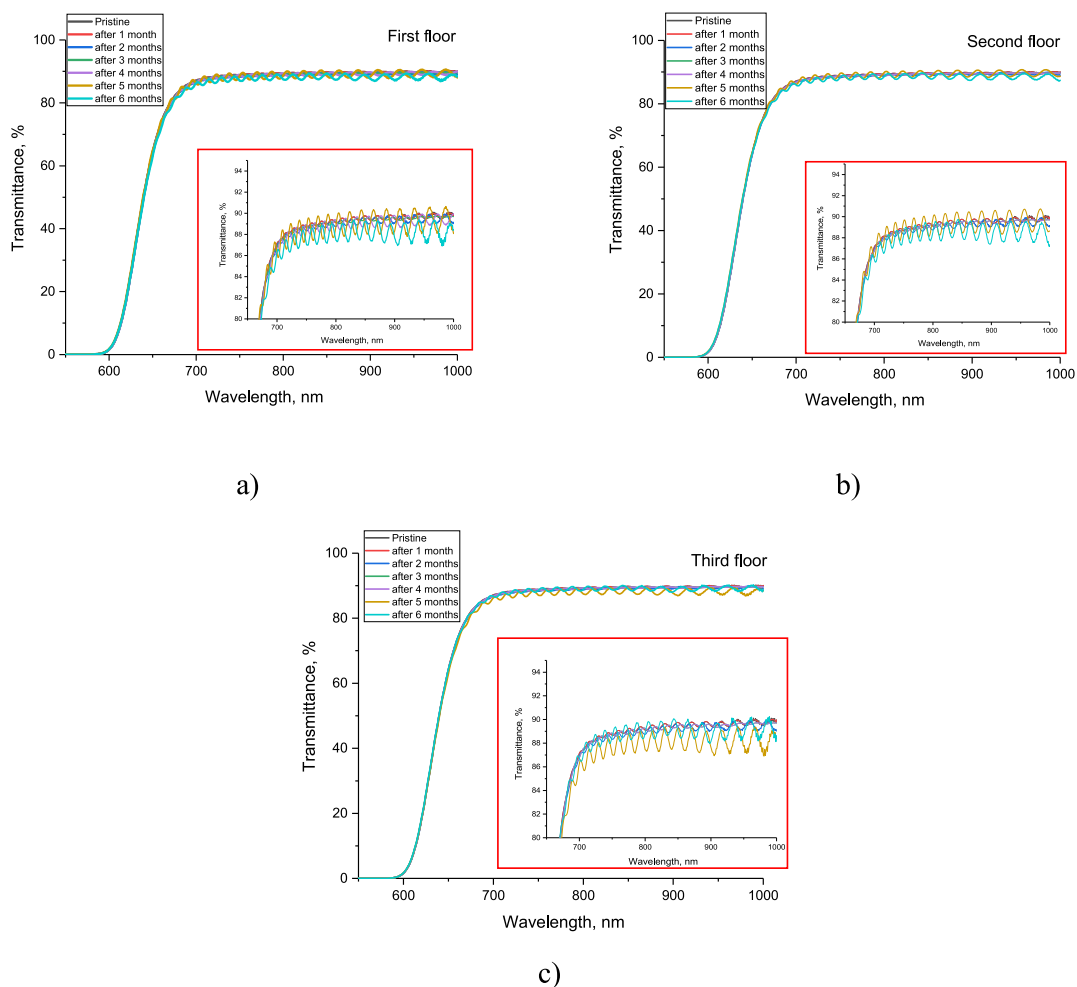 Pristine
after 1 month
after 2 months
after 3 months
after 4 months
after 5 months
after 6 months
First floor
100
80
60
40
20
0
600
700
800
900
1000
Transmittance, %
Wavelength, nm
94
92
90
88
86
84
82
80
700
800
900
1000
Transmittance, %
Wavelength, nm
a)
Pristine
after 1 month
after 2 months
after 3 months
after 4 months
after 5 months
after 6 months
Second floor
100
80
60
40
20
0
600
700
800
900
1000
Transmittance, %
Wavelength, nm
94
92
90
88
86
84
82
80
700
800
900
1000
Transmittance, %
Wavelength, nm
b)
Pristine
after 1 month
after 2 months
after 3 months
after 4 months
after 5 months
after 6 months
Third floor
100
80
60
40
20
0
600
700
800
900
1000
Transmittance, %
Wavelength, nm
94
92
90
88
86
84
82
80
700
800
900
1000
Transmittance, %
Wavelength, nm
c)